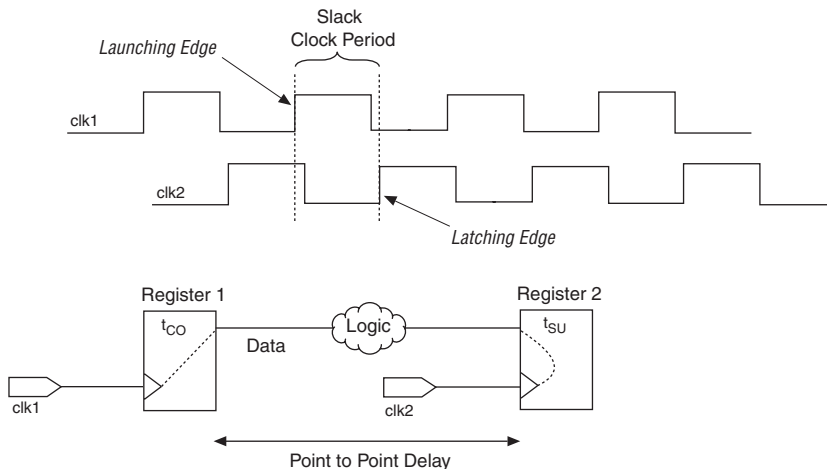 Slack
Clock Period
Launching Edge
clk1
clk2
Latching Edge
Register 1
Register 2
tCO
Logic
tSU
Data
clk1
clk2
Point to Point Delay